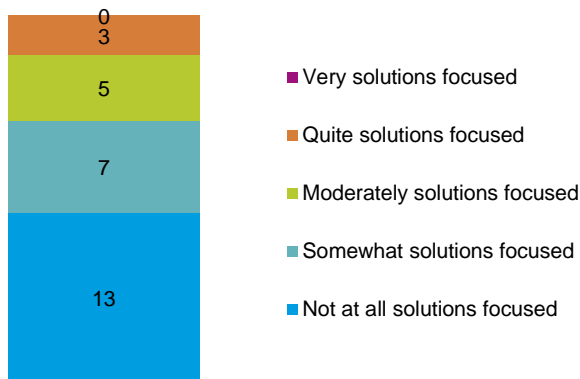 0
3
5
7
13
Very solutions focused
Quite solutions focused
Moderately solutions focused
Somewhat solutions focused
Not at all solutions focused